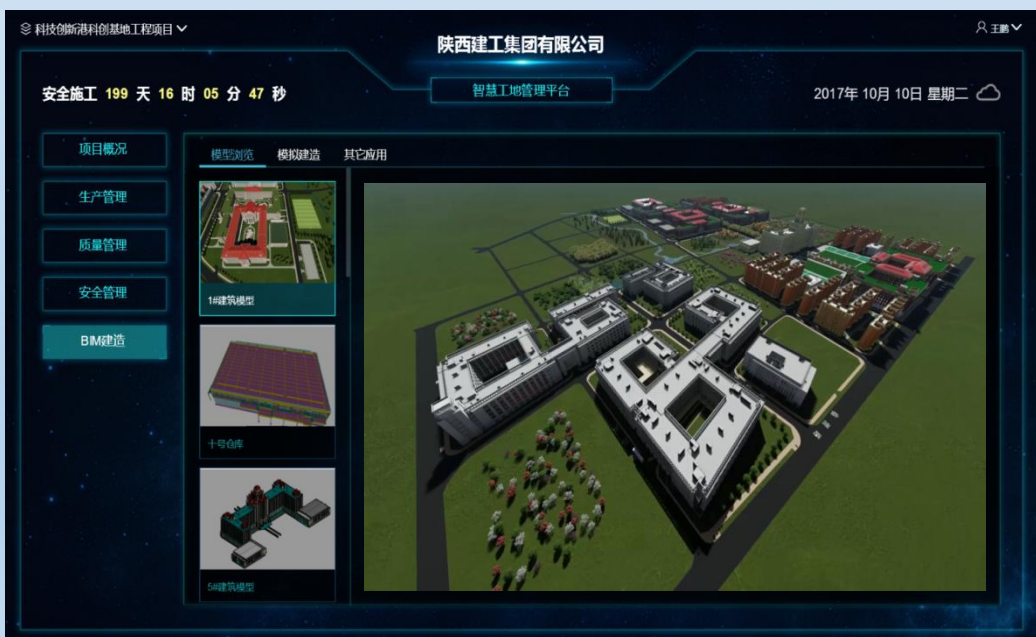 科技创新港科创基地工程项目
王鹏
陕西建工集团有限公司
智慧工地管理平台
安全施工 199 天 16 时 05 分 47 秒
2017年 10月 10日 星期二
项目概况
生产管理
质量管理
安全管理
BIM建造
模型浏览 模拟建造 其它应用
1#建筑模型
十号仓库
5#建筑模型